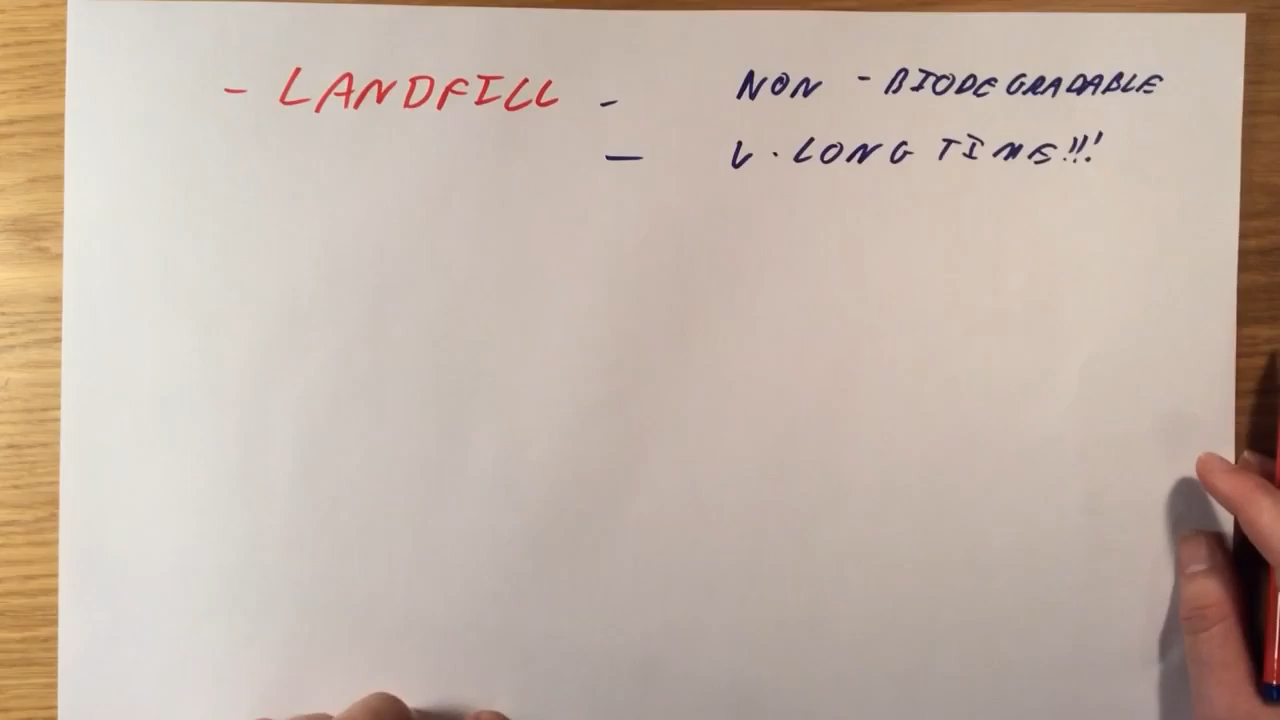 - LANDFILL - NON-BIODEGRADABLE
- V. LONG TIME!!!